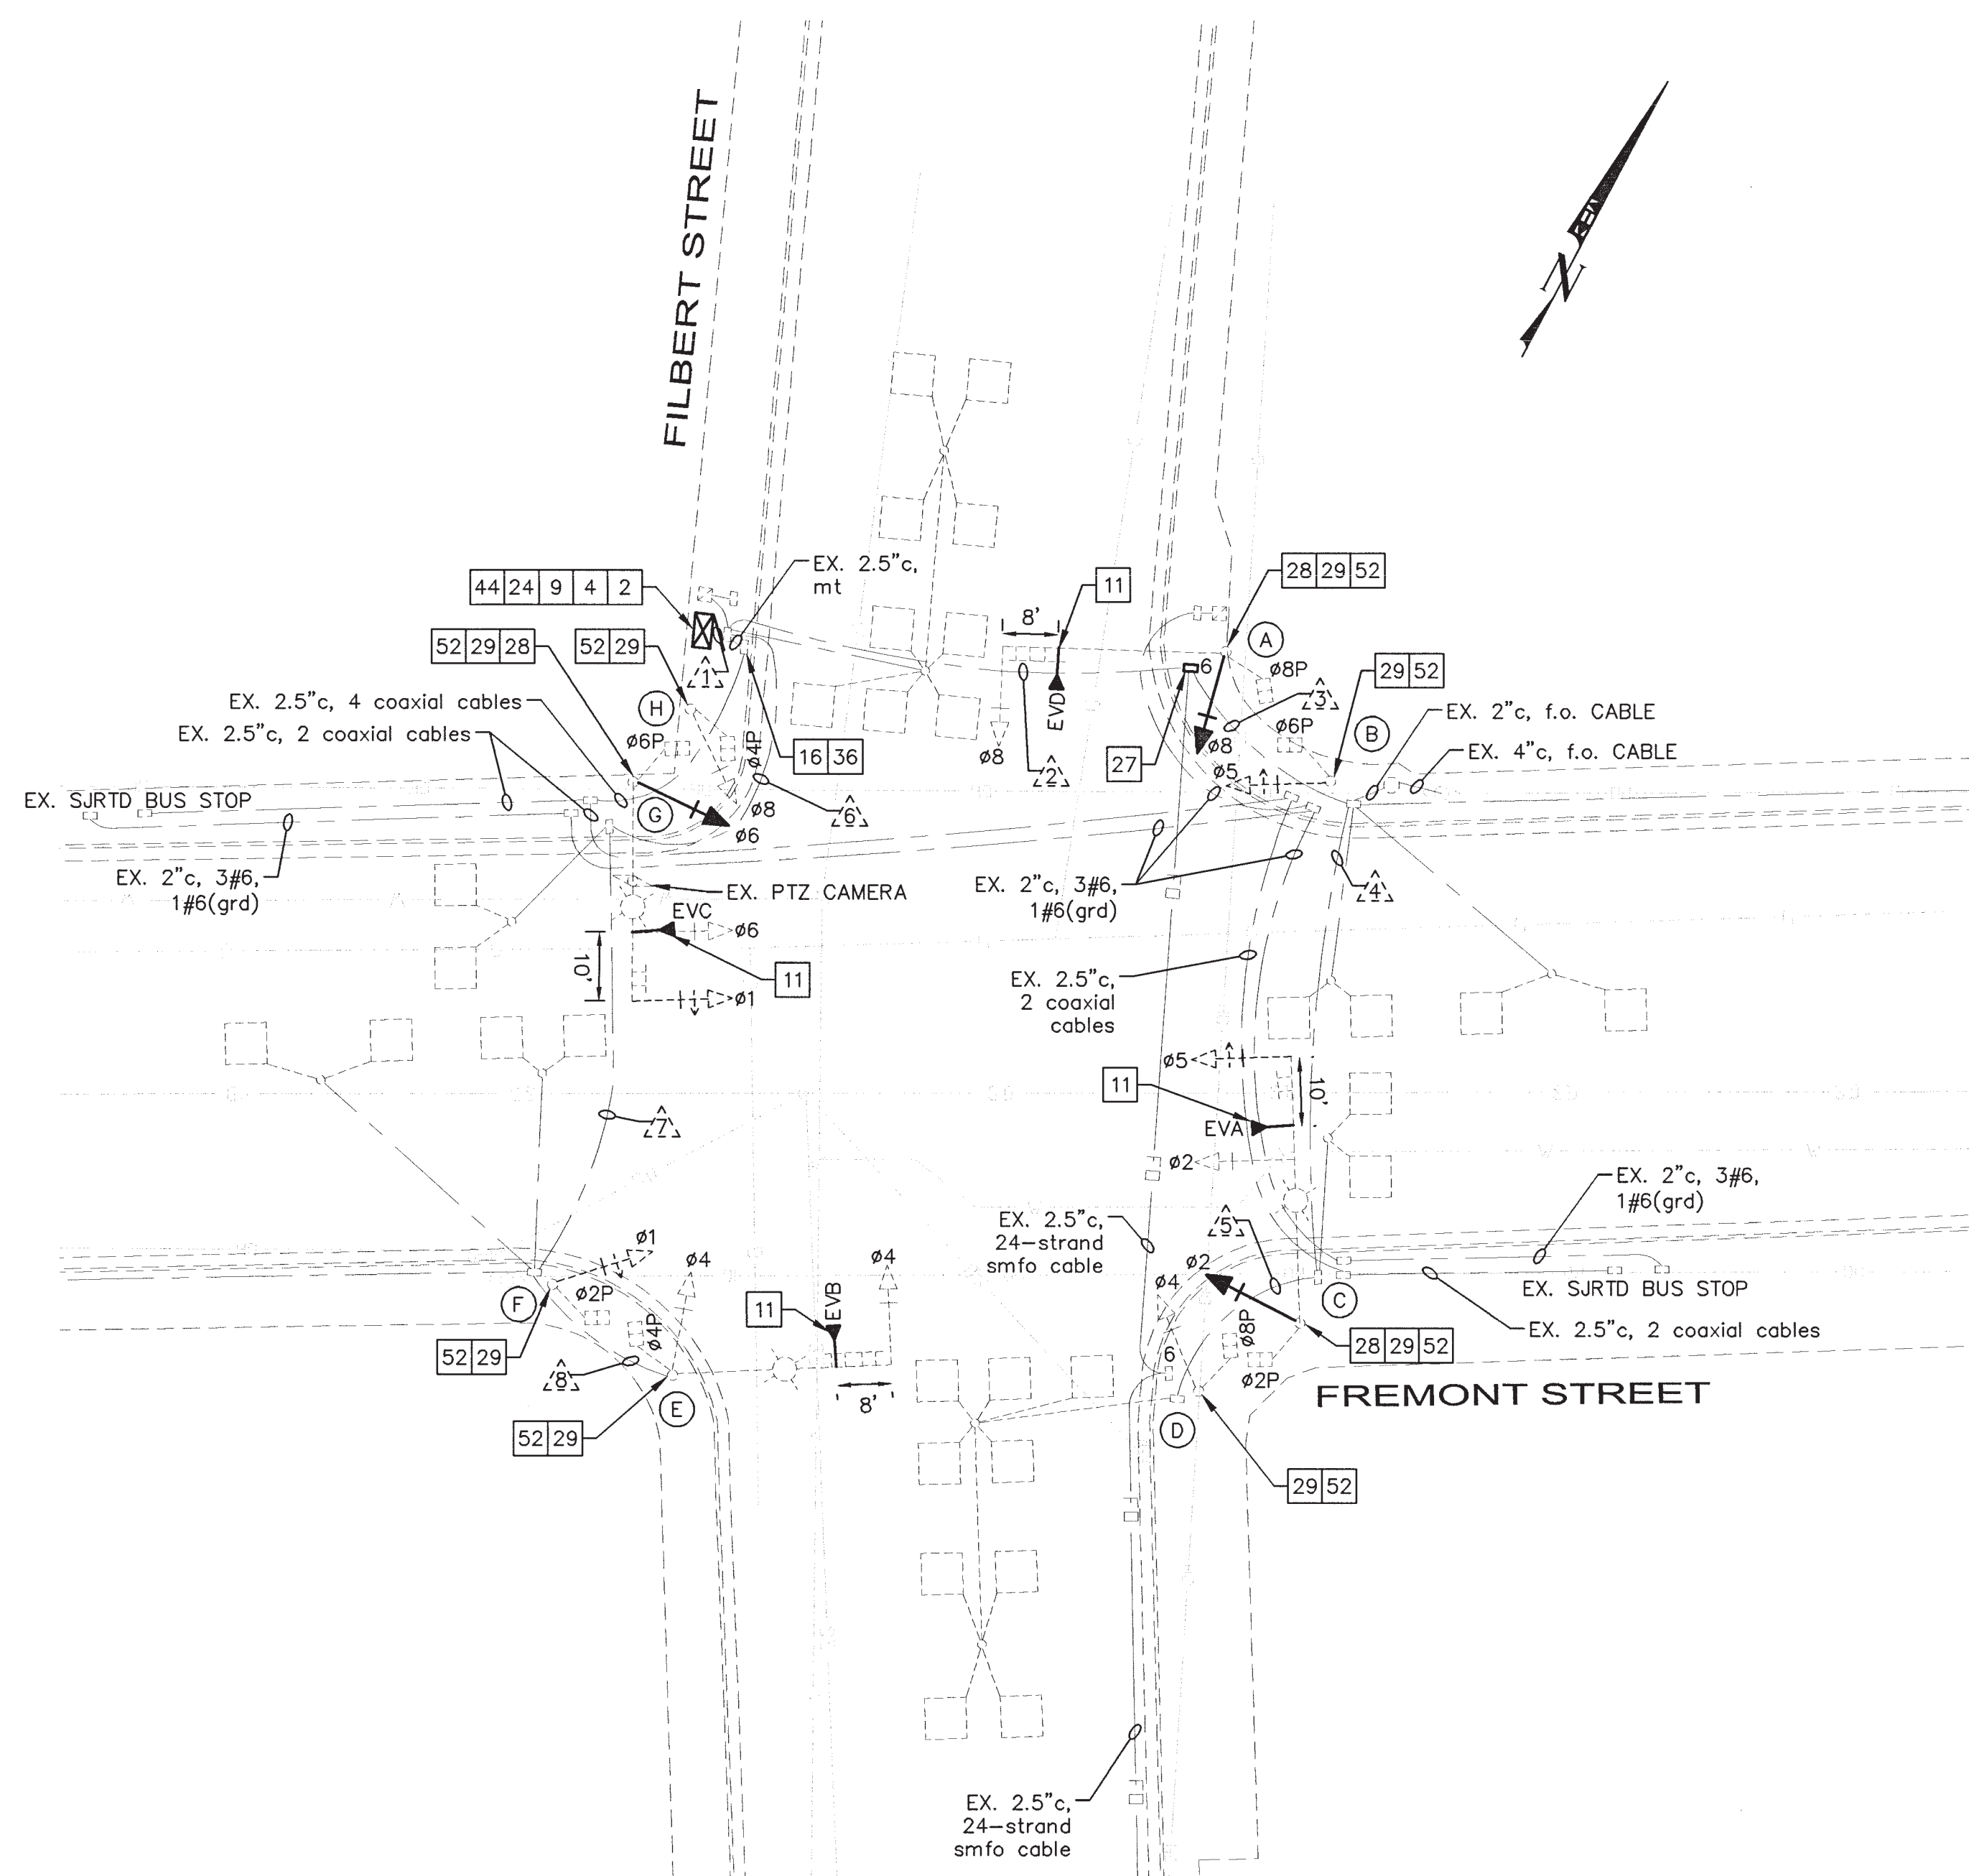 FILBERT STREET
N
EX. 2.5"c,
mt
44 24 9 4 2
11
28 29 52
8'
A
52 29 28
52 29
1
6
ø8P
29 52
EX. 2.5"c, 4 coaxial cables
H
EVD
3
EX. 2"c, f.o. CABLE
EX. 2.5"c, 2 coaxial cables
ø6P
ø4P
16 36
ø8
2
27
ø8
ø6P
B
EX. 4"c, f.o. CABLE
EX. SJRTD BUS STOP
G
ø8
ø6
6
ø5
EX. 2"c, 3#6,
1#6(grd)
EX. PTZ CAMERA
EX. 2"c, 3#6,
1#6(grd)
4
EVC
ø6
10'
11
ø1
EX. 2.5"c,
2 coaxial
cables
ø5
11
10'
7
EVA
ø2
EX. 2"c, 3#6,
1#6(grd)
ø1
ø4
ø4
EX. 2.5"c,
24-strand
smfo cable
5
ø2
ø4
F
ø2P
ø4P
11
EVB
C
EX. SJRTD BUS STOP
EX. 2.5"c, 2 coaxial cables
52 29
8
8'
6
ø8P
ø2P
28 29 52
FREMONT STREET
E
D
52 29
29 52
EX. 2.5"c,
24-strand
smfo cable